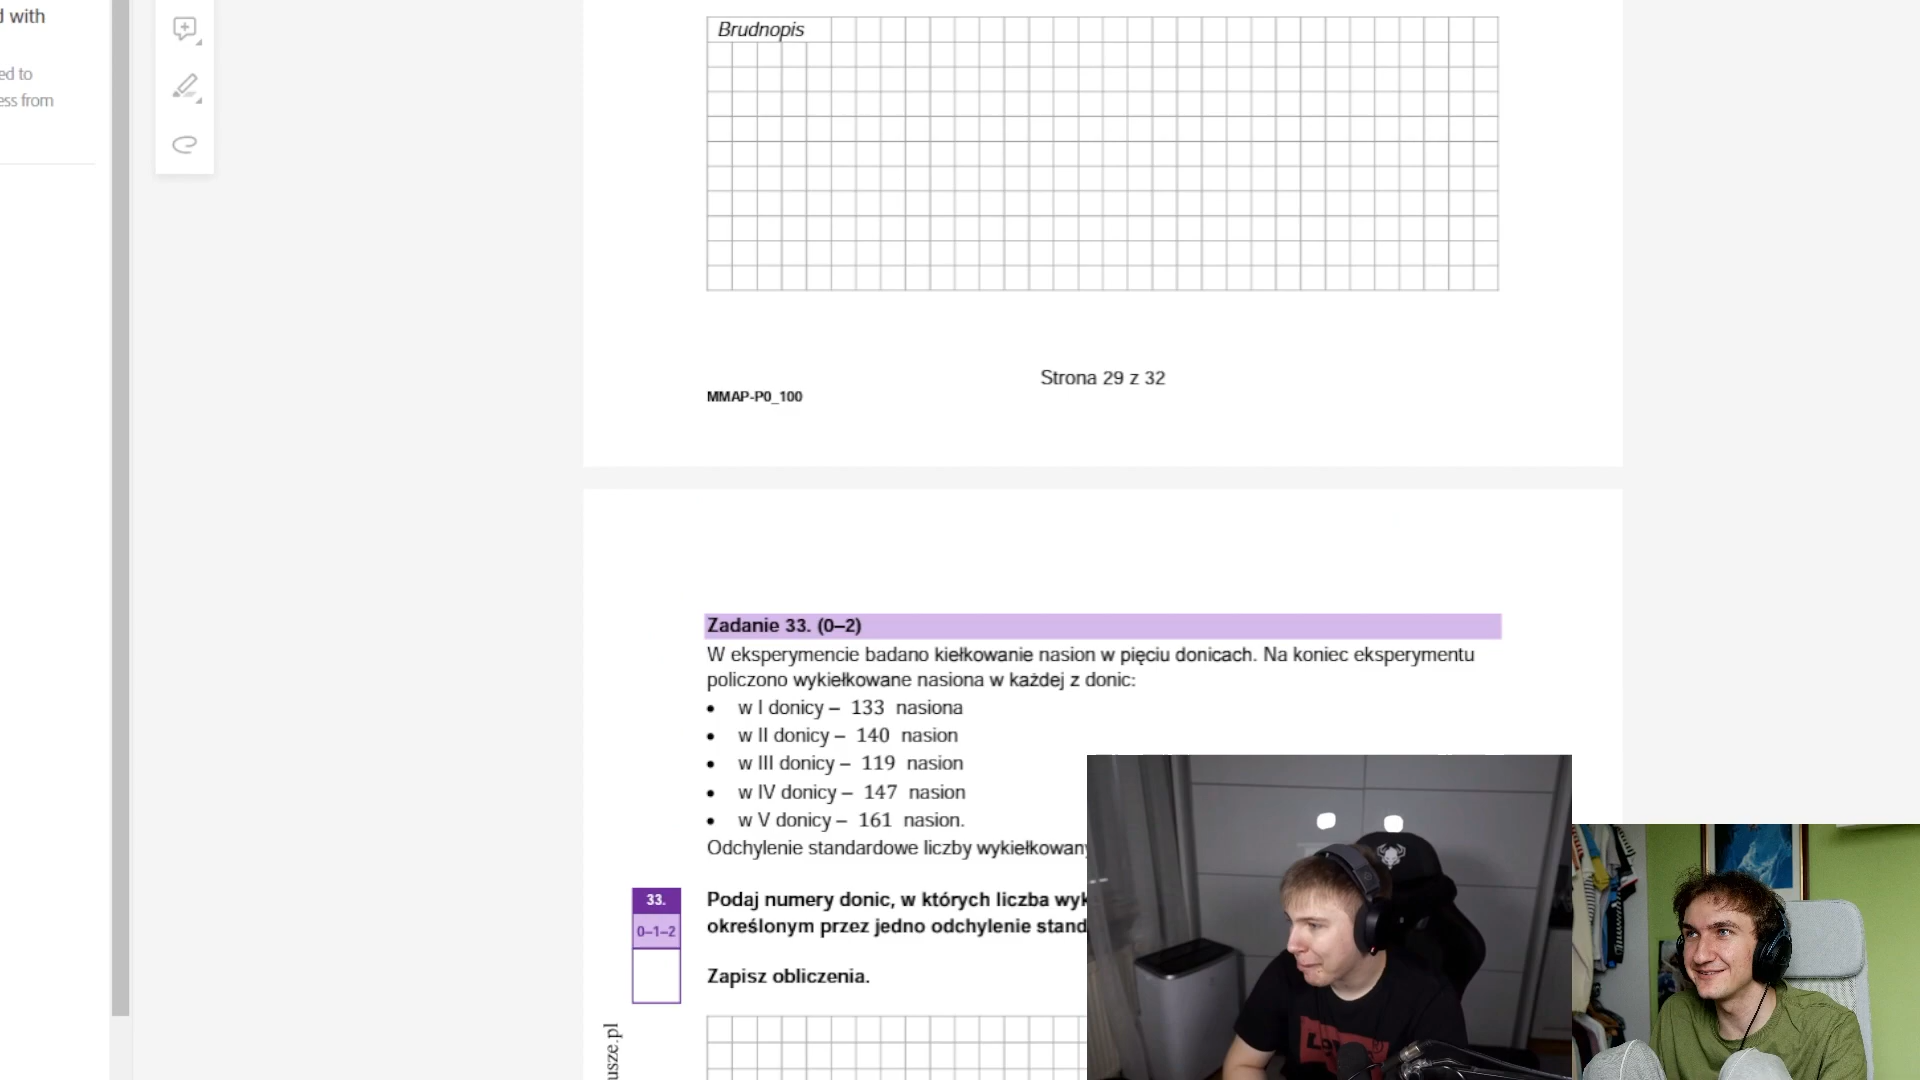 d with
ed to
ess from
Brudnopis
Strona 29 z 32
MMAP-P0_100
Zadanie 33. (0–2)
W eksperymencie badano kiełkowanie nasion w pięciu donicach. Na koniec eksperymentu
policzono wykiełkowane nasiona w każdej z donic:
• w I donicy – 133 nasiona
• w II donicy – 140 nasion
• w III donicy – 119 nasion
• w IV donicy – 147 nasion
• w V donicy – 161 nasion.
Odchylenie standardowe liczby wykiełkowany
33.
0–1–2
Podaj numery donic, w których liczba wyk
określonym przez jedno odchylenie stand
Zapisz obliczenia.
usze.pl